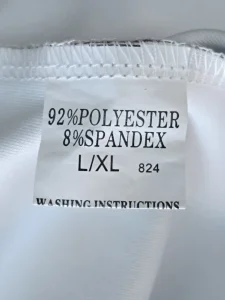 92%POLYESTER
8%SPANDEX
L/XL 824
WASHING INSTRUCTIONS